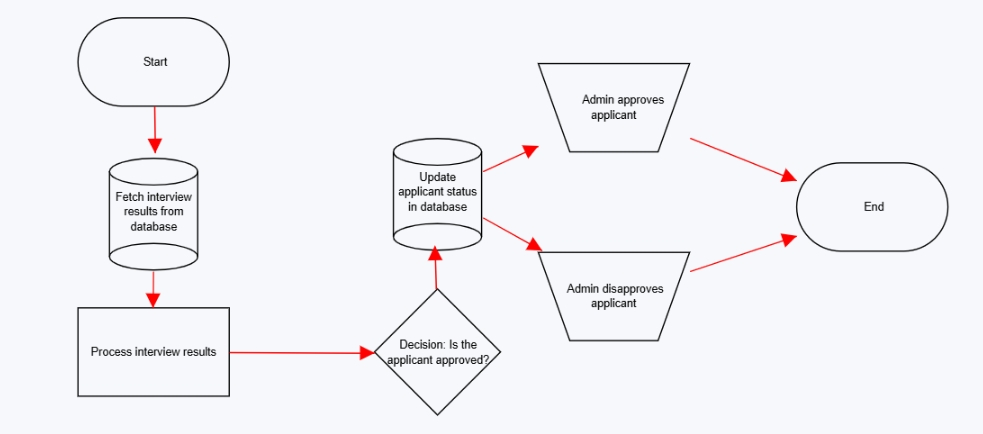 Start
Fetch interview
results from
database
Process interview results
Decision: Is the
applicant approved?
Update
applicant status
in database
Admin approves
applicant
Admin disapproves
applicant
End